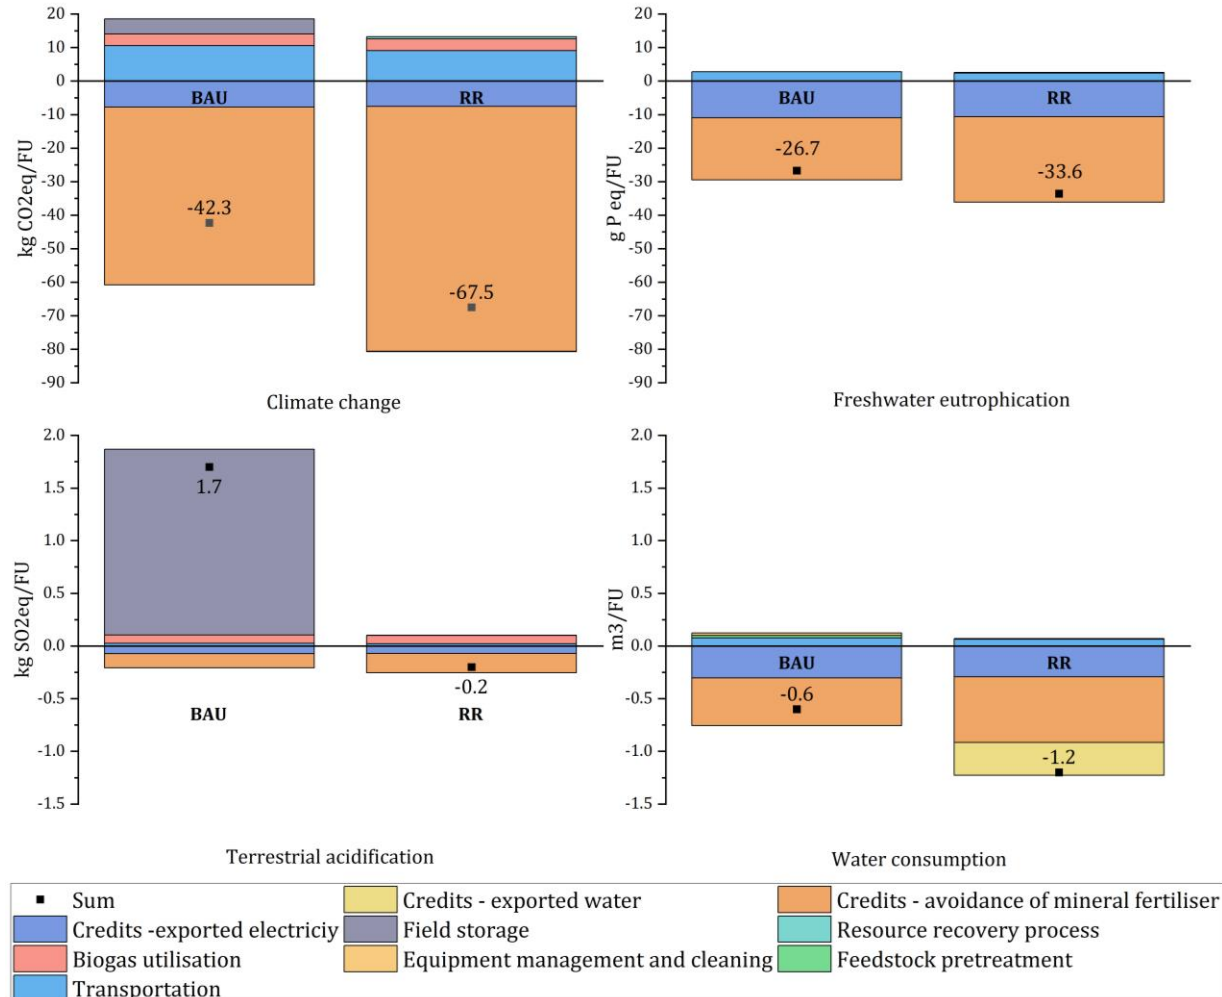 20
10
0
-10
-20
-30
-40
-50
-60
-70
-80
-90
kg CO2eq/FU
BAU
RR
-42.3
-67.5
Climate change
20
10
0
-10
-20
-30
-40
-50
-60
-70
-80
-90
g P eq/FU
BAU
RR
-26.7
-33.6
Freshwater eutrophication
2.0
1.5
1.0
0.5
0.0
-0.5
-1.0
-1.5
kg SO2eq/FU
1.7
-0.2
BAU
RR
Terrestrial acidification
2.0
1.5
1.0
0.5
0.0
-0.5
-1.0
-1.5
m3/FU
BAU
RR
-0.6
-1.2
Water consumption
Sum
Credits - exported water
Credits - avoidance of mineral fertiliser
Credits -exported electriciy
Field storage
Resource recovery process
Biogas utilisation
Equipment management and cleaning
Feedstock pretreatment
Transportation